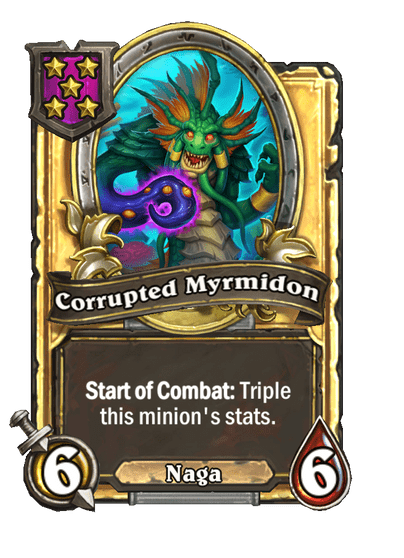 Corrupted Myrmidon
Start of Combat: Triple
this minion's stats.
6
Naga
6